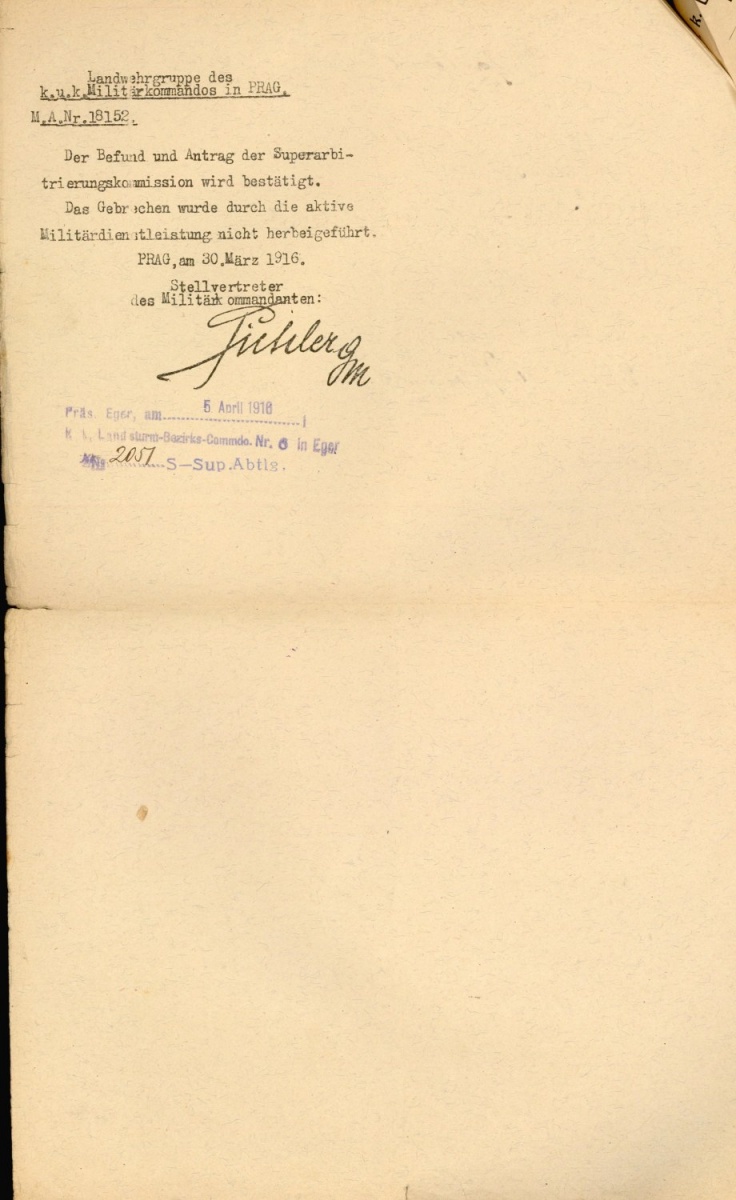 Landwehrgruppe des
k.u.k.Militärkommandos in PRAG.
M.A.Nr.18152.
Der Befund und Antrag der Superarbi-
trierungskommission wird bestätigt.
Das Gebrechen wurde durch die aktive
Militärdienstleistung nicht herbeigeführt.
PRAG,am 30.März 1916.
Stellvertreter
des Militärkommandanten:
Präs. Eger, am 5 April 1916
k. k. Landsturm-Bezirks-Commdo. Nr. 6 in Eger
Nr. 2051 S-Sup.Abtlg.